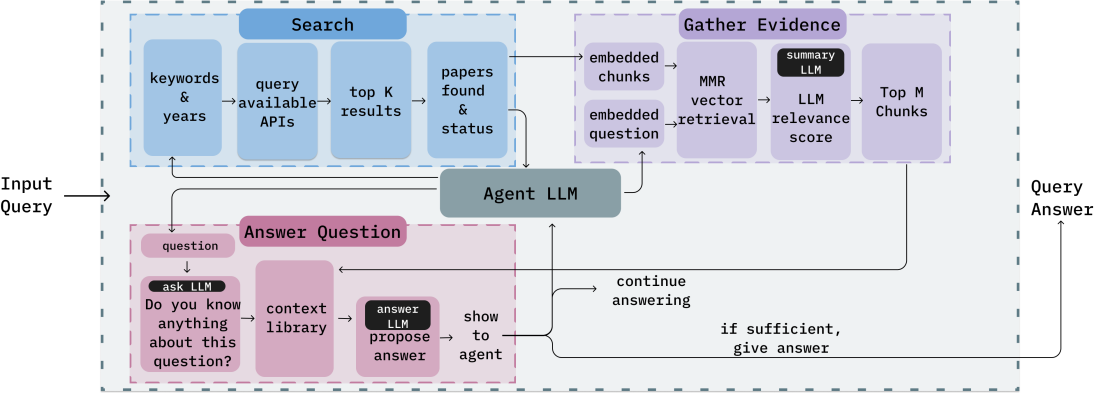 Search
keywords
&
years
query
available
APIs
top K
results
papers
found
&
status
Gather Evidence
embedded
chunks
embedded
question
MMR
vector
retrieval
summary
LLM
LLM
relevance
score
Top M
Chunks
Input
Query
Agent LLM
Query
Answer
Answer Question
question
ask LLM
Do you know
anything
about this
question?
context
library
answer
LLM
propose
answer
show
to
agent
continue
answering
if sufficient,
give answer